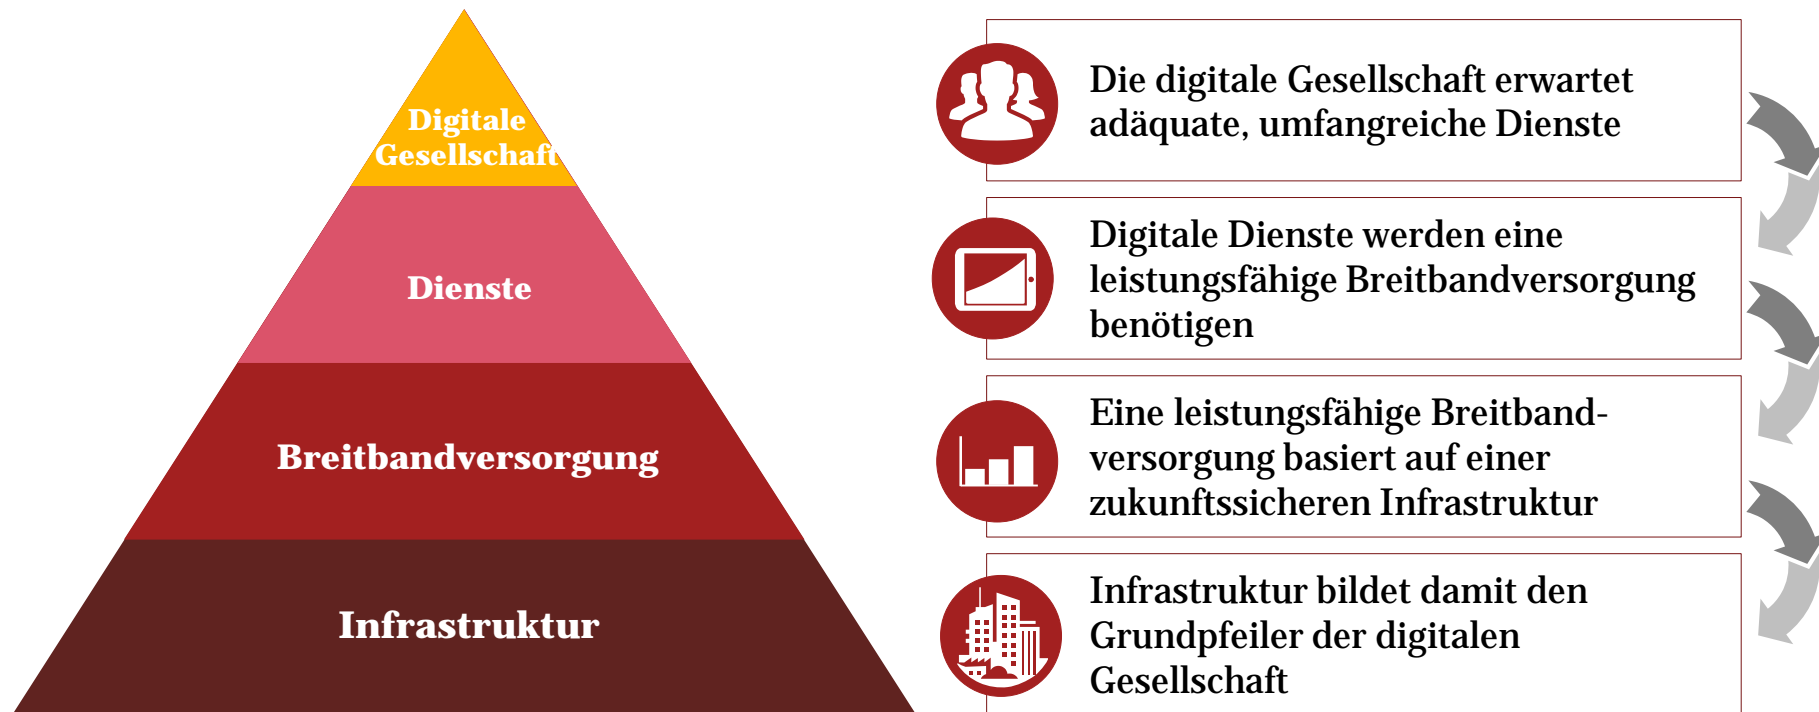 Digitale
Gesellschaft
Dienste
Breitbandversorgung
Infrastruktur
Die digitale Gesellschaft erwartet
adäquate, umfangreiche Dienste
Digitale Dienste werden eine
leistungsfähige Breitbandversorgung
benötigen
Eine leistungsfähige Breitband-
versorgung basiert auf einer
zukunftssicheren Infrastruktur
Infrastruktur bildet damit den
Grundpfeiler der digitalen
Gesellschaft